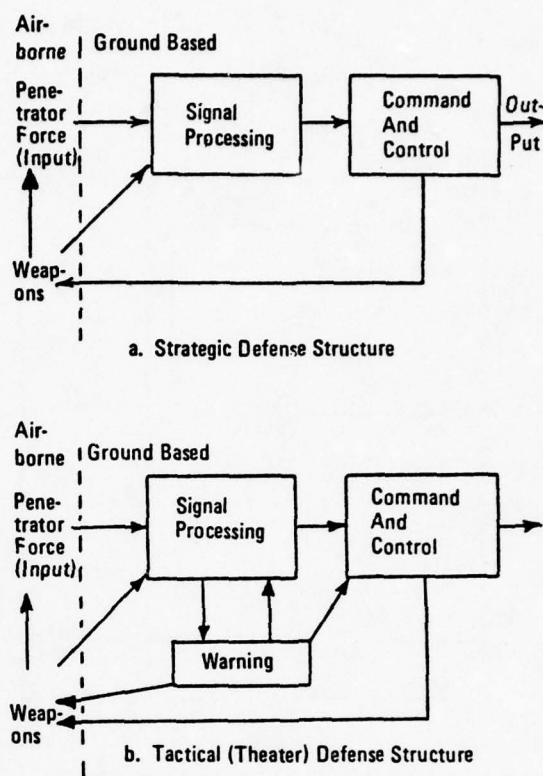 Air-
borne
Ground Based
Pene-
trator
Force
(Input)
Signal
Processing
Command
And
Control
Out-
Put
Weap-
ons
a. Strategic Defense Structure
Air-
borne
Ground Based
Pene-
trator
Force
(Input)
Signal
Processing
Command
And
Control
Warning
Weap-
ons
b. Tactical (Theater) Defense Structure